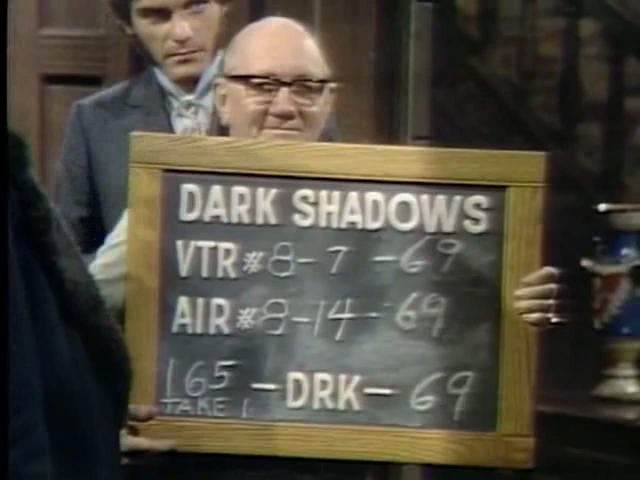 DARK SHADOWS
VTR # 8-7-69
AIR # 8-14-69
165 -DRK- 69
TAKE 1